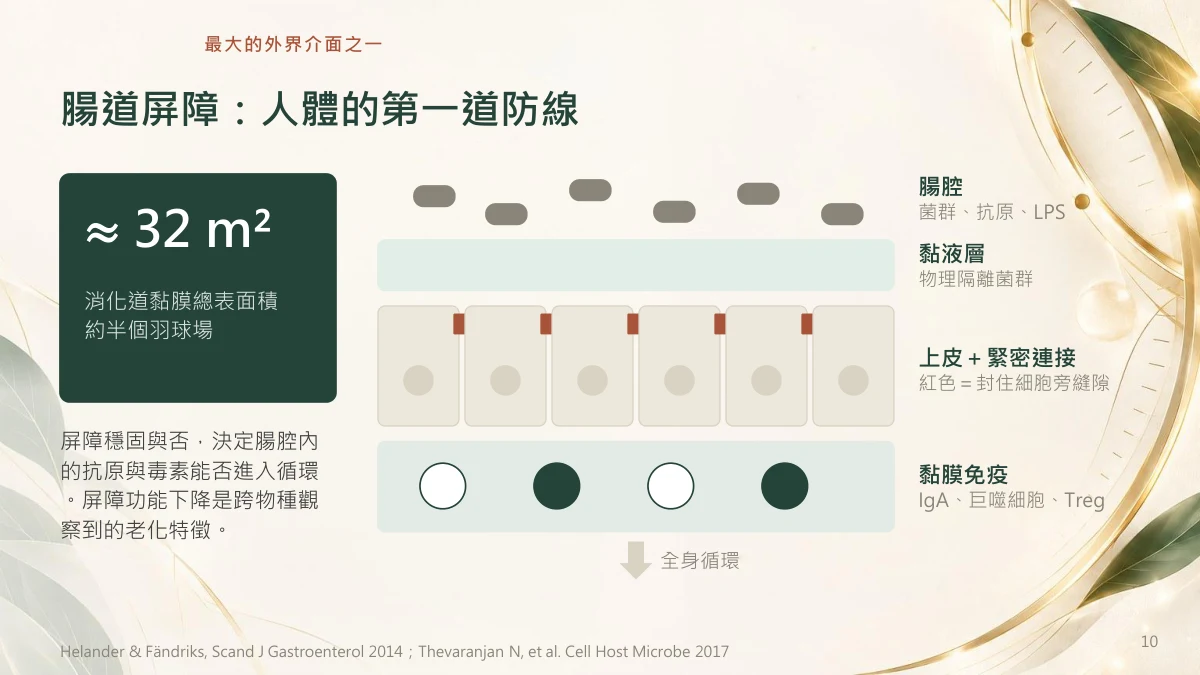 最大的外界介面之一
腸道屏障：人體的第一道防線
≈ 32 m²
消化道黏膜總表面積
約半個羽球場
屏障穩固與否，決定腸腔內
的抗原與毒素能否進入循環
。屏障功能下降是跨物種觀
察到的老化特徵。
腸腔
菌群、抗原、LPS
黏液層
物理隔離菌群
上皮 + 緊密連接
紅色 = 封住細胞旁縫隙
黏膜免疫
IgA、巨噬細胞、Treg
全身循環
Helander & Fändriks, Scand J Gastroenterol 2014；Thevaranjan N, et al. Cell Host Microbe 2017
10